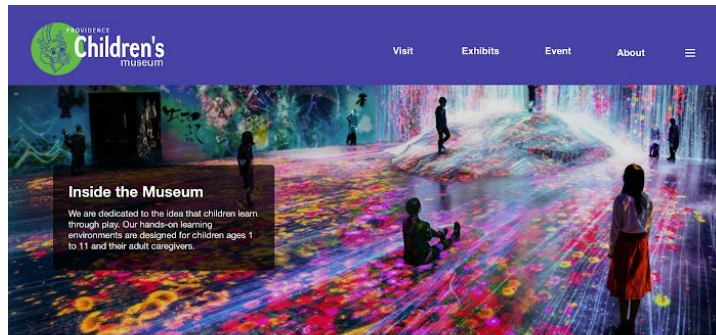 PROVIDENCE
Children's
museum
Visit
Exhibits
Event
About
Inside the Museum
We are dedicated to the idea that children learn
through play. Our hands-on learning
environments are designed for children ages 1
to 11 and their adult caregivers.